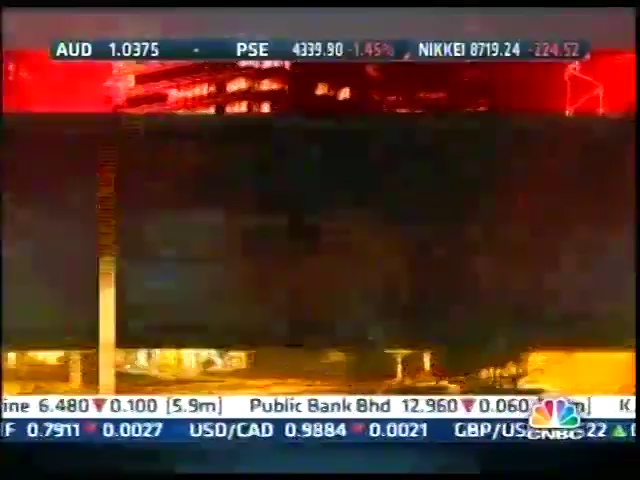 AUD 1.0375 - PSE 4339.90 -1.45% NIKKEI 8719.24 -224.52
ine 6.480▼0.100 [5.9m] Public Bank Bhd 12.960▼0.060 m] K
F 0.7911 ▼ 0.0027 USD/CAD 0.9884 ▼ 0.0021 GBP/US 22 ▲
CNBC